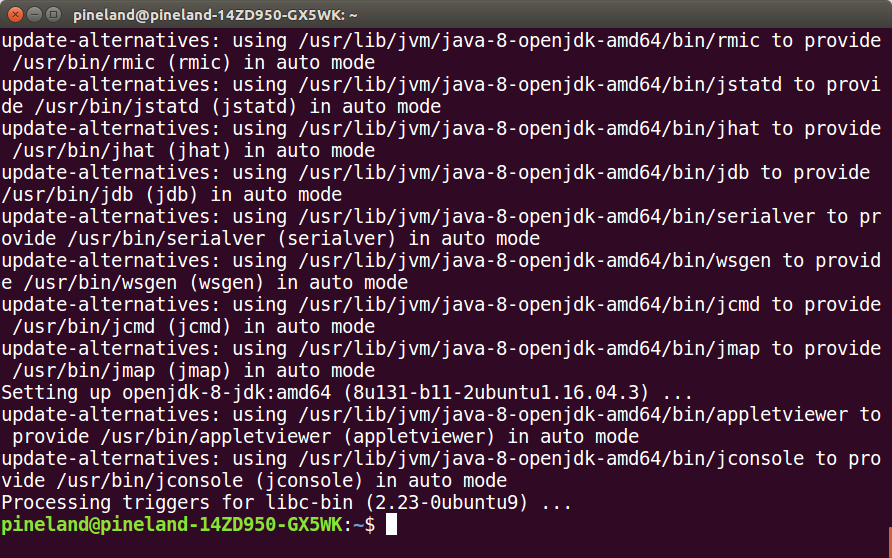 pineland@pineland-14ZD950-GX5WK: ~
update-alternatives: using /usr/lib/jvm/java-8-openjdk-amd64/bin/rmic to provide
 /usr/bin/rmic (rmic) in auto mode
update-alternatives: using /usr/lib/jvm/java-8-openjdk-amd64/bin/jstatd to provi
de /usr/bin/jstatd (jstatd) in auto mode
update-alternatives: using /usr/lib/jvm/java-8-openjdk-amd64/bin/jhat to provide
 /usr/bin/jhat (jhat) in auto mode
update-alternatives: using /usr/lib/jvm/java-8-openjdk-amd64/bin/jdb to provide
/usr/bin/jdb (jdb) in auto mode
update-alternatives: using /usr/lib/jvm/java-8-openjdk-amd64/bin/serialver to pr
ovide /usr/bin/serialver (serialver) in auto mode
update-alternatives: using /usr/lib/jvm/java-8-openjdk-amd64/bin/wsgen to provid
e /usr/bin/wsgen (wsgen) in auto mode
update-alternatives: using /usr/lib/jvm/java-8-openjdk-amd64/bin/jcmd to provide
 /usr/bin/jcmd (jcmd) in auto mode
update-alternatives: using /usr/lib/jvm/java-8-openjdk-amd64/bin/jmap to provide
 /usr/bin/jmap (jmap) in auto mode
Setting up openjdk-8-jdk:amd64 (8u131-b11-2ubuntu1.16.04.3) ...
update-alternatives: using /usr/lib/jvm/java-8-openjdk-amd64/bin/appletviewer to
 provide /usr/bin/appletviewer (appletviewer) in auto mode
update-alternatives: using /usr/lib/jvm/java-8-openjdk-amd64/bin/jconsole to pro
vide /usr/bin/jconsole (jconsole) in auto mode
Processing triggers for libc-bin (2.23-0ubuntu9) ...
pineland@pineland-14ZD950-GX5WK:~$